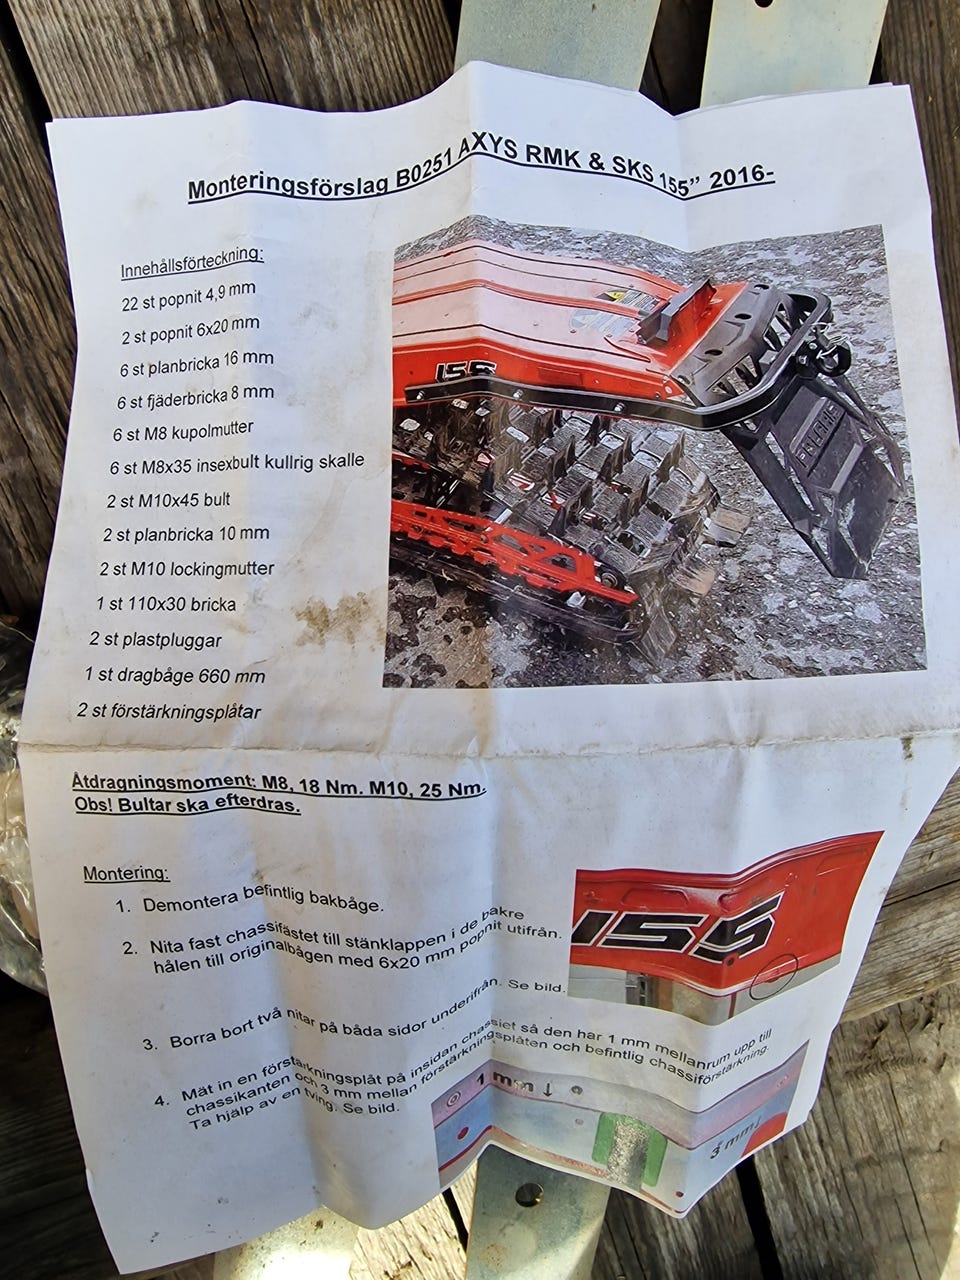 Monteringsförslag B0251 AXYS RMK & SKS 155” 2016-
Innehållsförteckning:
22 st popnit 4,9 mm
2 st popnit 6x20 mm
6 st planbricka 16 mm
6 st fjäderbricka 8 mm
6 st M8 kupolmutter
6 st M8x35 insexbult kullrig skalle
2 st M10x45 bult
2 st planbricka 10 mm
2 st M10 lockingmutter
1 st 110x30 bricka
2 st plastpluggar
1 st dragbåge 660 mm
2 st förstärkningsplåtar
155
Åtdragningsmoment: M8, 18 Nm. M10, 25 Nm.
Obs! Bultar ska efterdras.
Montering:
1. Demontera befintlig bakbåge.
2. Nita fast chassifästet till stänklappen i de bakre
hålen till originalbågen med 6x20 mm popnit utifrån.
155
3. Borra bort två nitar på båda sidor underifrån. Se bild.
4. Mät in en förstärkningsplåt på insidan chassiet så den har 1 mm mellanrum upp till
chassikanten och 3 mm mellan förstärkningsplåten och befintlig chassiförstärkning.
Ta hjälp av en tving. Se bild.
1 mm ↓
3 mm↓